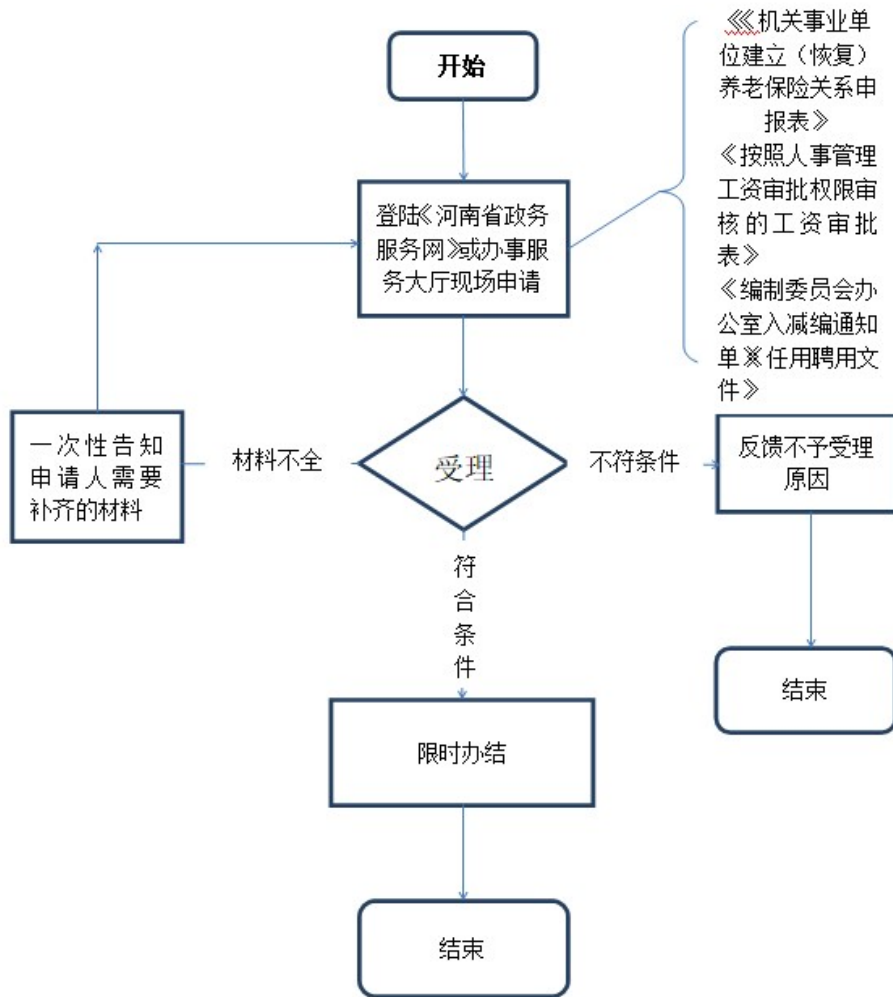 开始
《《《机关事业单
位建立（恢复）
养老保险关系申
报表》
《按照人事管理
工资审批权限审
核的工资审批
表》
《编制委员会办
公室入减编通知
单》《任用聘用文
件》
登陆《河南省政务
服务网》或办事服
务大厅现场申请
一次性告知
申请人需要
补齐的材料
材料不全
受理
不符条件
反馈不予受理
原因
符
合
条
件
结束
限时办结
结束